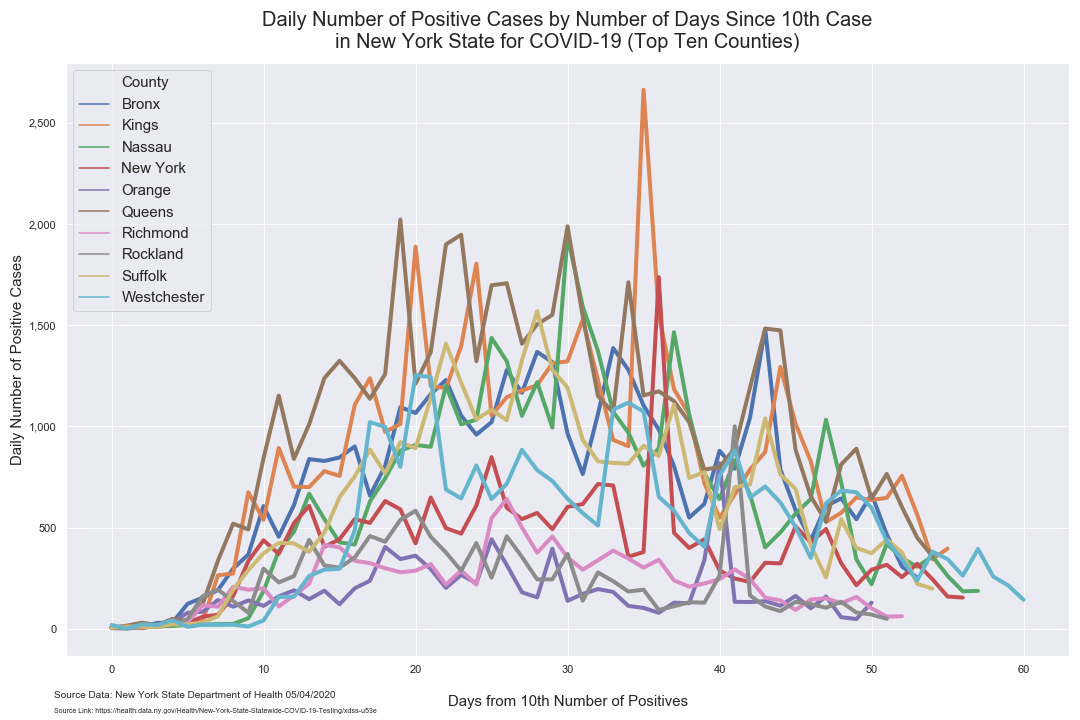 Daily Number of Positive Cases by Number of Days Since 10th Case
in New York State for COVID-19 (Top Ten Counties)
County
Bronx
Kings
Nassau
New York
Orange
Queens
Richmond
Rockland
Suffolk
Westchester
Daily Number of Positive Cases
2,500
2,000
1,500
1,000
500
0
0 10 20 30 40 50 60
Days from 10th Number of Positives
Source Data: New York State Department of Health 05/04/2020
Source Link: https://health.data.ny.gov/Health/New-York-State-Statewide-COVID-19-Testing/xdss-u53e